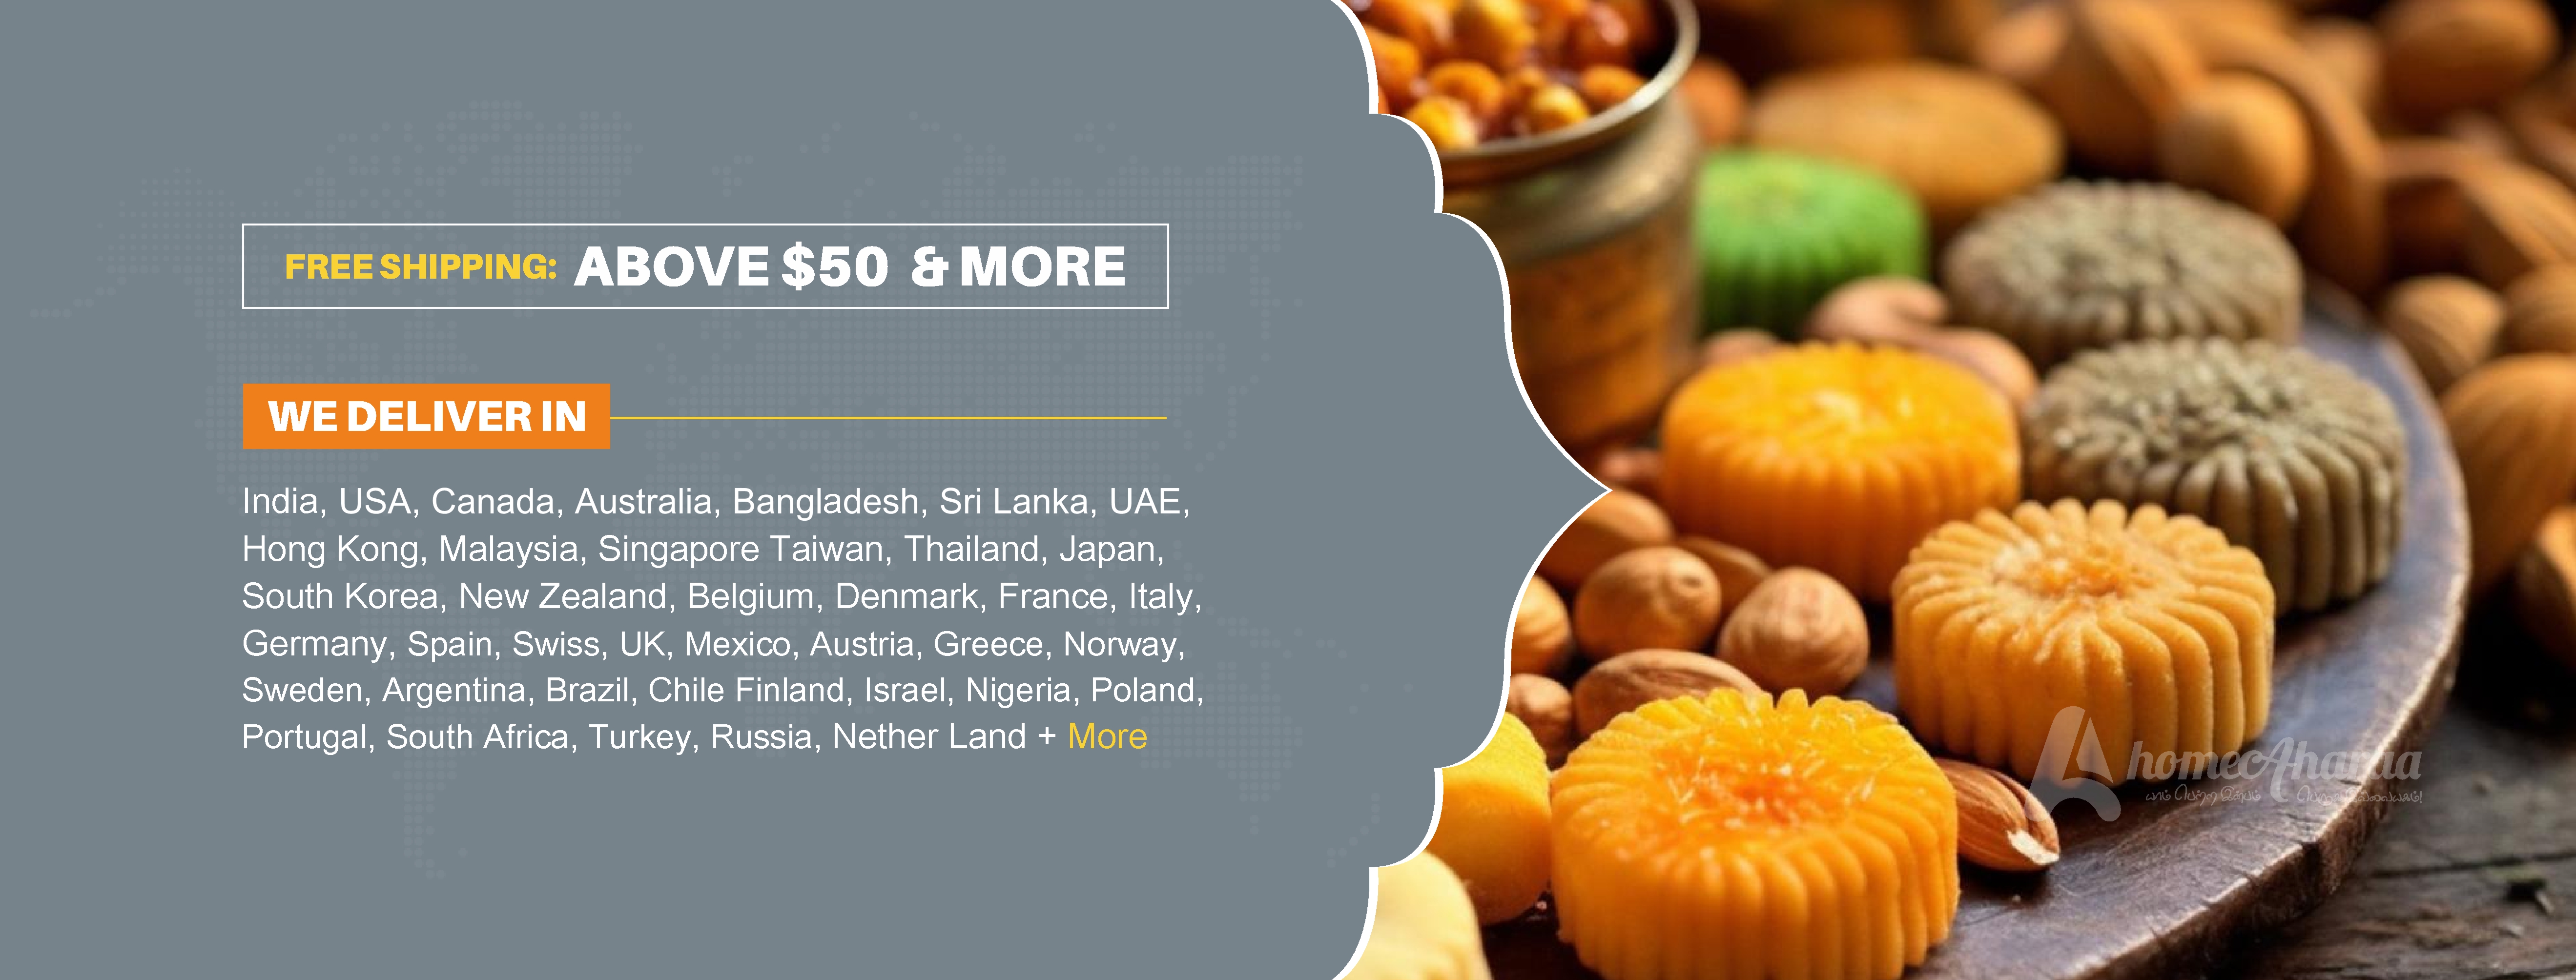 FREE SHIPPING: ABOVE $50 & MORE
WE DELIVER IN
India, USA, Canada, Australia, Bangladesh, Sri Lanka, UAE,
Hong Kong, Malaysia, Singapore Taiwan, Thailand, Japan,
South Korea, New Zealand, Belgium, Denmark, France, Italy,
Germany, Spain, Swiss, UK, Mexico, Austria, Greece, Norway,
Sweden, Argentina, Brazil, Chile Finland, Israel, Nigeria, Poland,
Portugal, South Africa, Turkey, Russia, Nether Land + More
யாம் பெற்ற இன்பம்